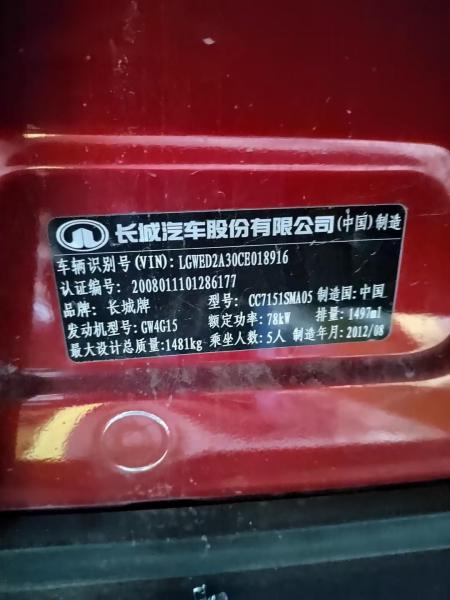 长城汽车股份有限公司(中国)制造
车辆识别号(VIN): LGWED2A30CE018916
认证编号: 2008011101286177
品牌: 长城牌 型号: CC7151SMA05 制造国: 中国
发动机型号: GW4G15 额定功率: 78kW 排量: 1497ml
最大设计总质量: 1481kg 乘坐人数: 5人 制造年月: 2012/08